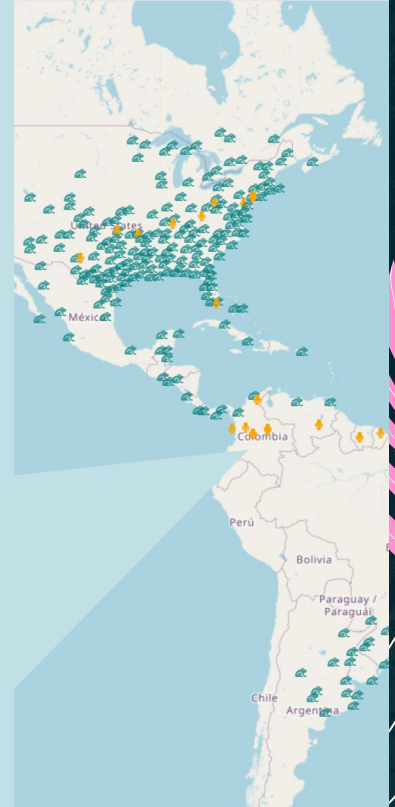 United States
México
Colombia
Perú
Bolivia
Paraguay /
Paraguái
Chile
Argentina